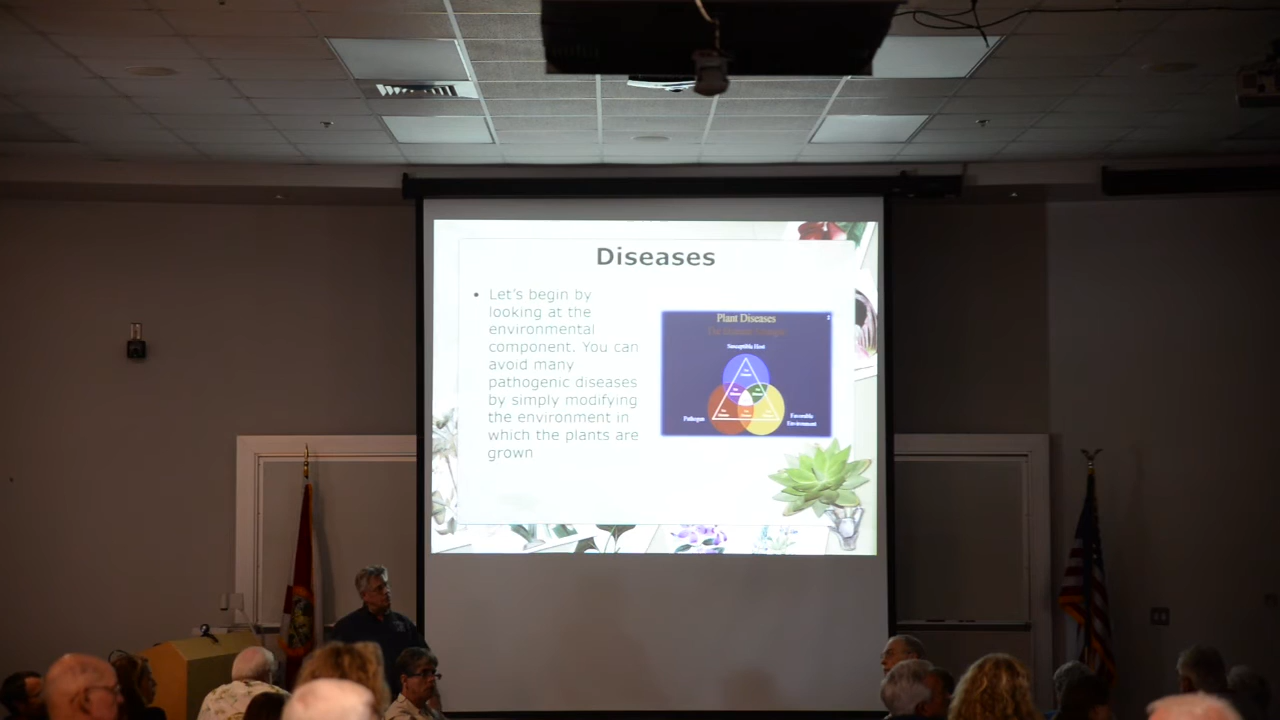 Diseases
• Let's begin by
looking at the
environmental
component. You can
avoid many
pathogenic diseases
by simply modifying
the environment in
which the plants are
grown
Plant Diseases
2
Susceptible Host
Pathogen
Favorable
Environment